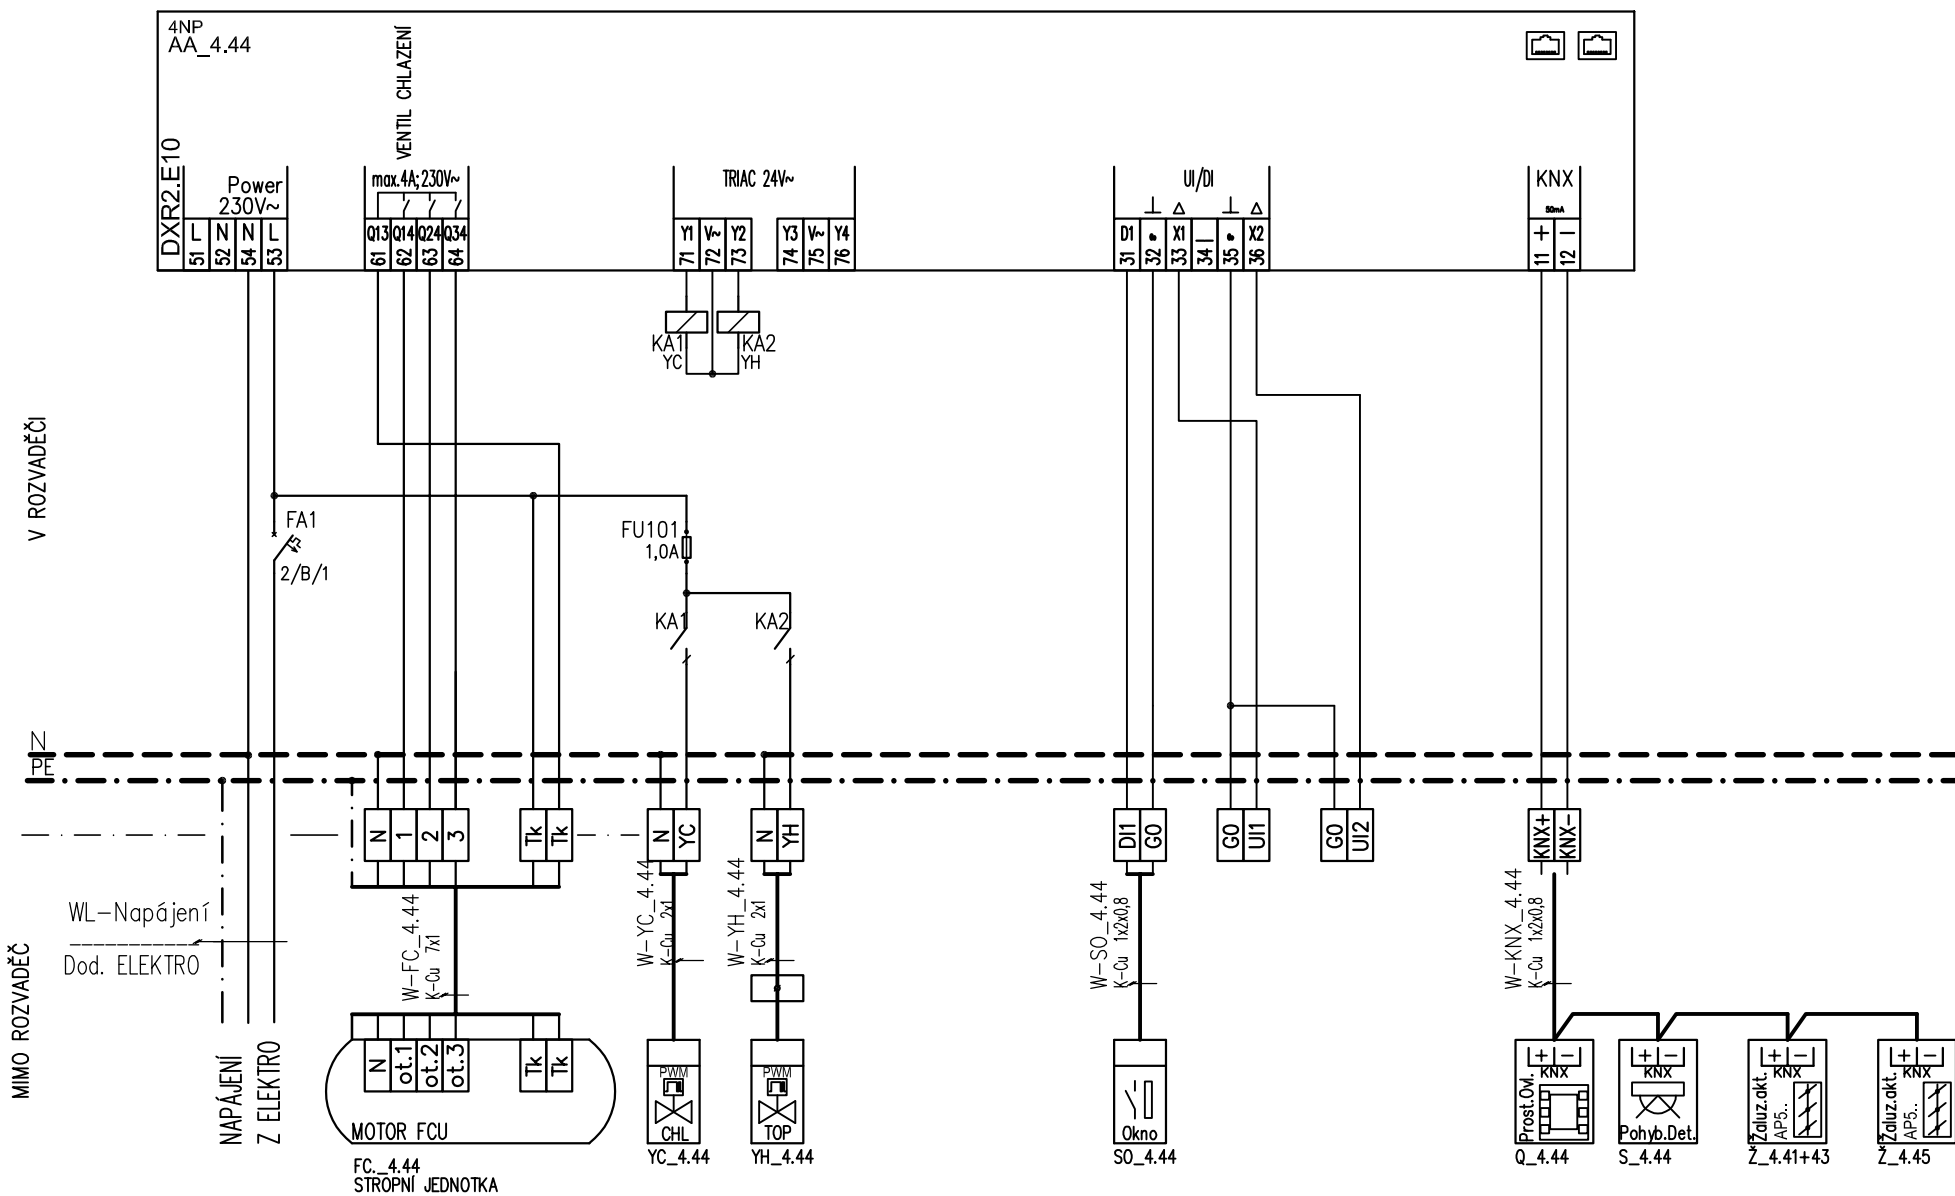 4NP
AA_4.44
DXR2.E10
VENTIL CHLAZENÍ
Power
230V~
max.4A;230V~
TRIAC 24V~
UI/DI
KNX
50mA
L N N L
51 52 54 53
Q13 Q14 Q24 Q34
61 62 63 64
Y1 V~ Y2
71 72 73
Y3 V~ Y4
74 75 76
D1 X1 X2
31 32 33 34 35 36
+ −
11 12
KA1
YC
KA2
YH
V ROZVADĚČI
FA1
2/B/1
FU101
1,0A
KA1
KA2
N
PE
N 1 2 3
Tk Tk
N YC
N YH
DI1 GO
GO UI1
GO UI2
KNX+ KNX-
MIMO ROZVADĚČ
WL-Napájení
Dod. ELEKTRO
W-FC_4.44
K-Cu 7x1
W-YC_4.44
K-Cu 2x1
W-YH_4.44
K-Cu 2x1
W-SO_4.44
K-Cu 1x2x0,8
W-KNX_4.44
K-Cu 1x2x0,8
NAPÁJENÍ
Z ELEKTRO
N ot.1 ot.2 ot.3
Tk Tk
MOTOR FCU
FC._4.44
STROPNÍ JEDNOTKA
PWM
CHL
YC_4.44
PWM
TOP
YH_4.44
Okno
SO_4.44
+ −
KNX
Prost.Ovl.
Q_4.44
+ −
KNX
Pohyb.Det.
S_4.44
+ −
KNX
Žaluz.akt.
AP5..
Ž_4.41+43
+ −
KNX
Žaluz.akt.
AP5..
Ž_4.45